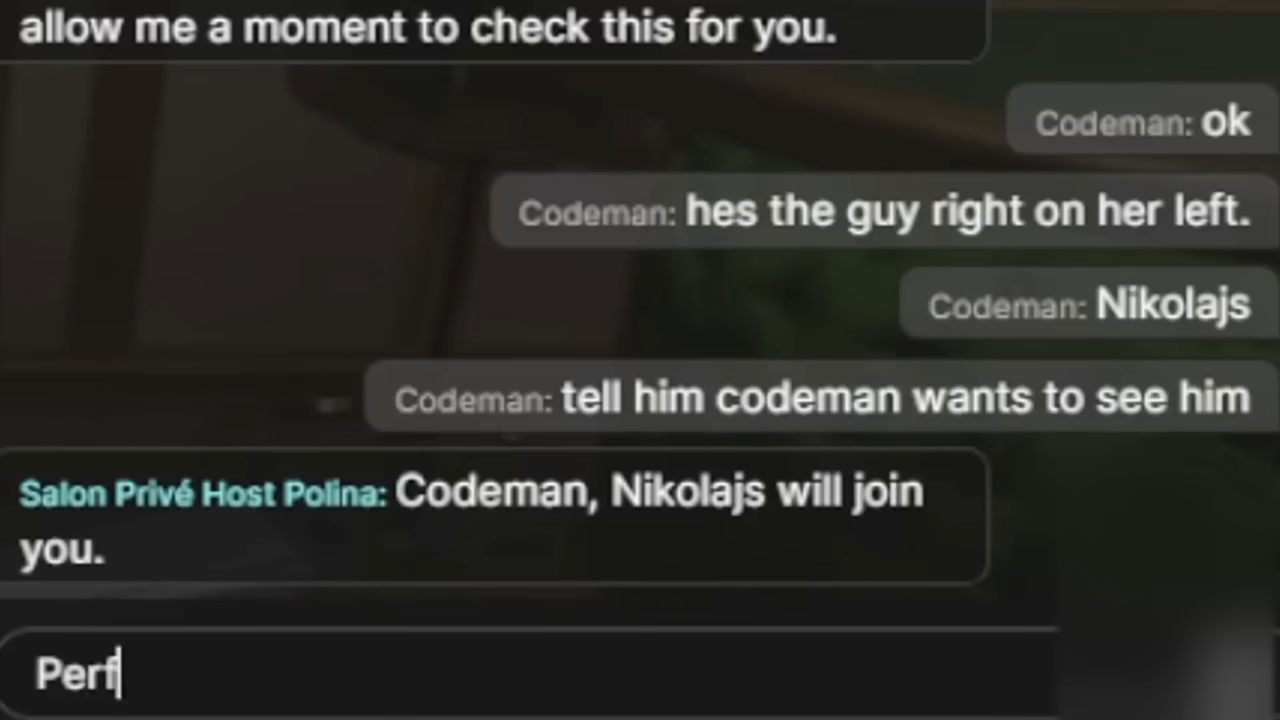 allow me a moment to check this for you.
Codeman: ok
Codeman: hes the guy right on her left.
Codeman: Nikolajs
Codeman: tell him codeman wants to see him
Salon Privé Host Polina: Codeman, Nikolajs will join
you.
Perf